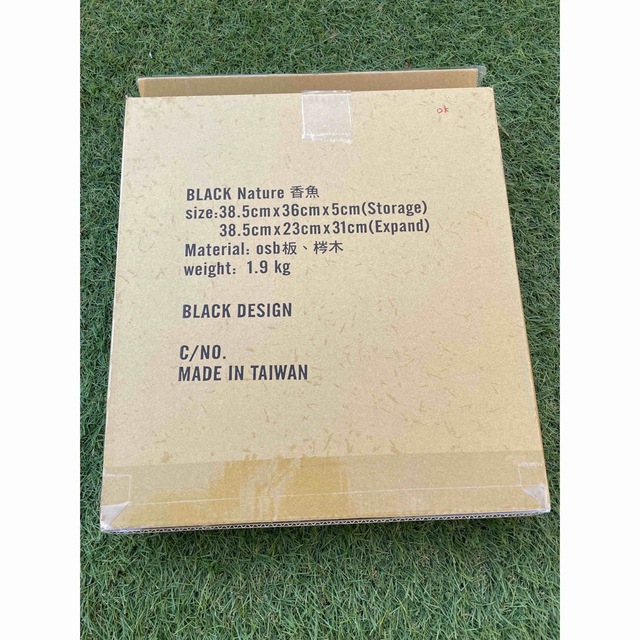 ok
BLACK Nature 香魚
size:38.5cmx36cmx5cm(Storage)
38.5cmx23cmx31cm(Expand)
Material: osb板、梣木
weight: 1.9 kg
BLACK DESIGN
C/NO.
MADE IN TAIWAN